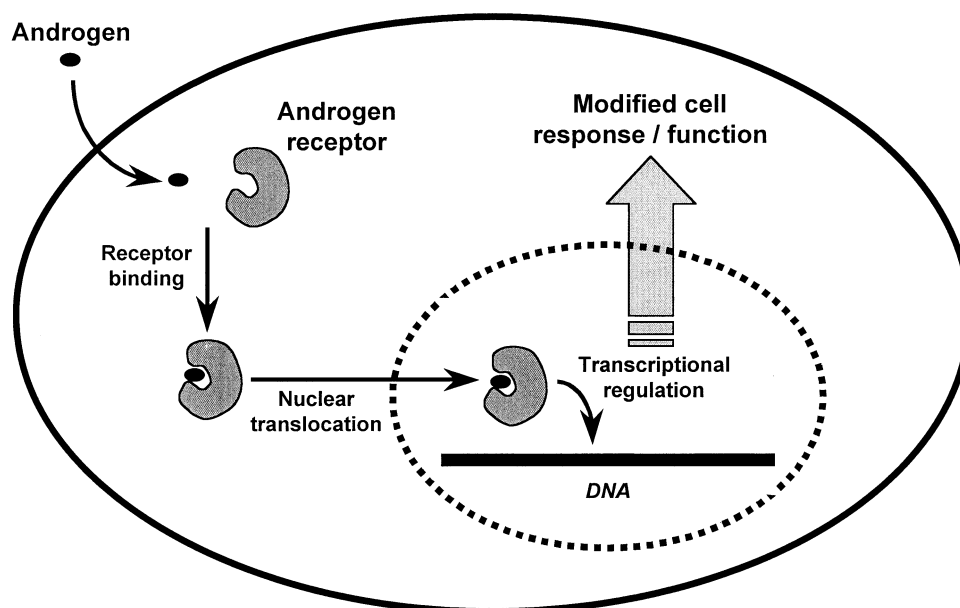 Androgen
Androgen
receptor
Modified cell
response / function
Receptor
binding
Nuclear
translocation
Transcriptional
regulation
DNA